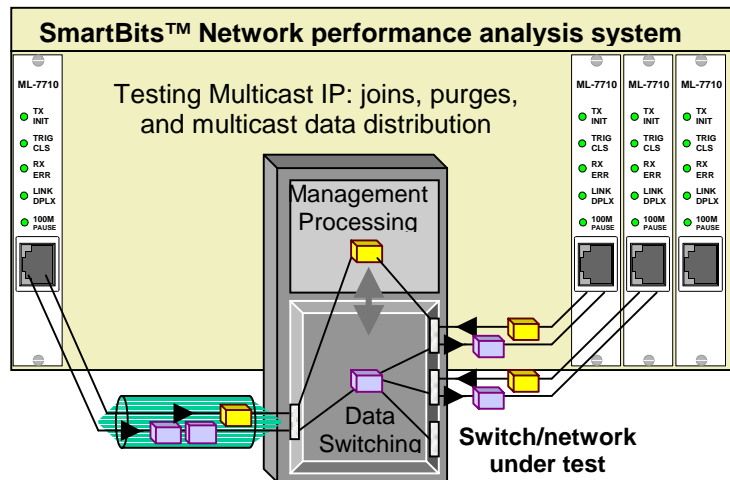 SmartBits™ Network performance analysis system
ML-7710
TX
INIT
TRIG
CLS
RX
ERR
LINK
DPLX
100M
PAUSE
Testing Multicast IP: joins, purges,
and multicast data distribution
Management
Processing
Data
Switching
ML-7710
TX
INIT
TRIG
CLS
RX
ERR
LINK
DPLX
100M
PAUSE
ML-7710
TX
INIT
TRIG
CLS
RX
ERR
LINK
DPLX
100M
PAUSE
ML-7710
TX
INIT
TRIG
CLS
RX
ERR
LINK
DPLX
100M
PAUSE
Switch/network
under test